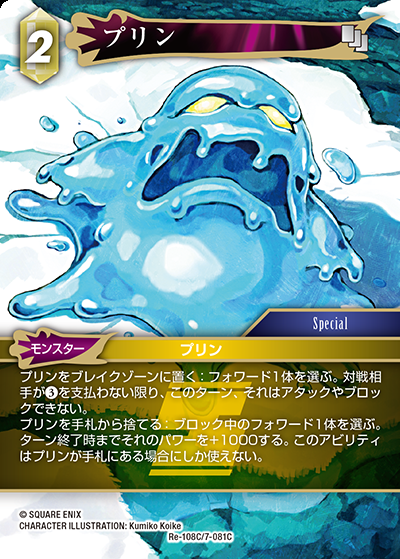 2
プリン
Special
モンスター
プリン
プリンをブレイクゾーンに置く：フォワード1体を選ぶ。対戦相
手が❸を支払わない限り、このターン、それはアタックやブロッ
クできない。
プリンを手札から捨てる：ブロック中のフォワード1体を選ぶ。
ターン終了時までそれのパワーを＋1000する。このアビリティ
はプリンが手札にある場合にしか使えない。
© SQUARE ENIX
CHARACTER ILLUSTRATION: Kumiko Koike
Re-108C/7-081C